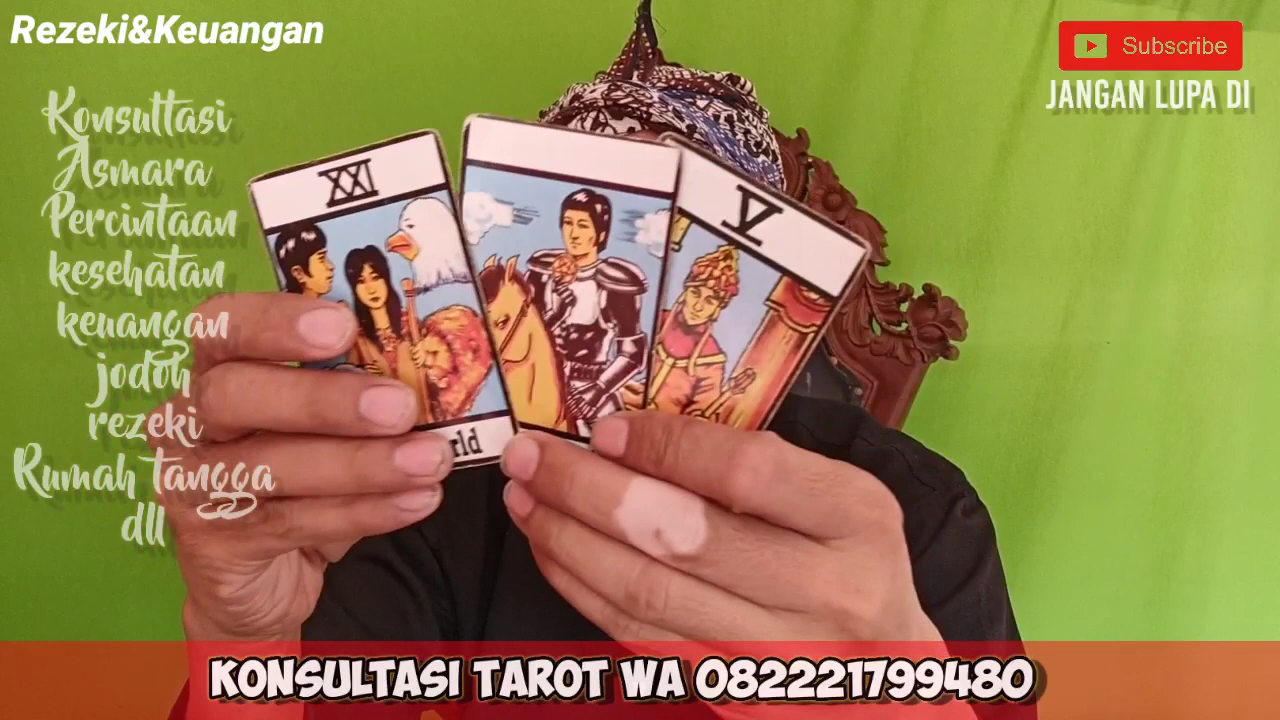 Rezeki&Keuangan
Subscribe
JANGAN LUPA DI
Konsultasi
Asmara
Percintaan
kesehatan
keuangan
jodoh
rezeki
Rumah tangga
dll
XXI
V
rld
KONSULTASI TAROT WA 082221799480